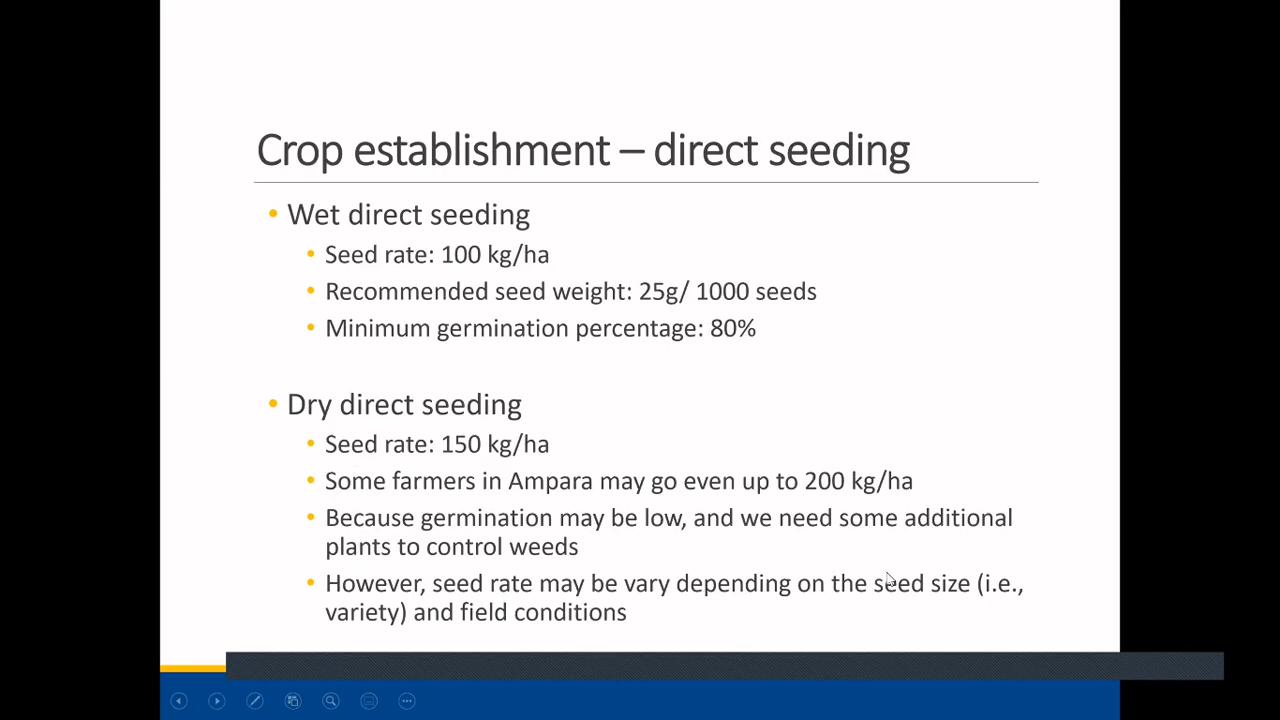 Crop establishment – direct seeding
• Wet direct seeding
• Seed rate: 100 kg/ha
• Recommended seed weight: 25g/ 1000 seeds
• Minimum germination percentage: 80%
• Dry direct seeding
• Seed rate: 150 kg/ha
• Some farmers in Ampara may go even up to 200 kg/ha
• Because germination may be low, and we need some additional
plants to control weeds
• However, seed rate may be vary depending on the seed size (i.e.,
variety) and field conditions